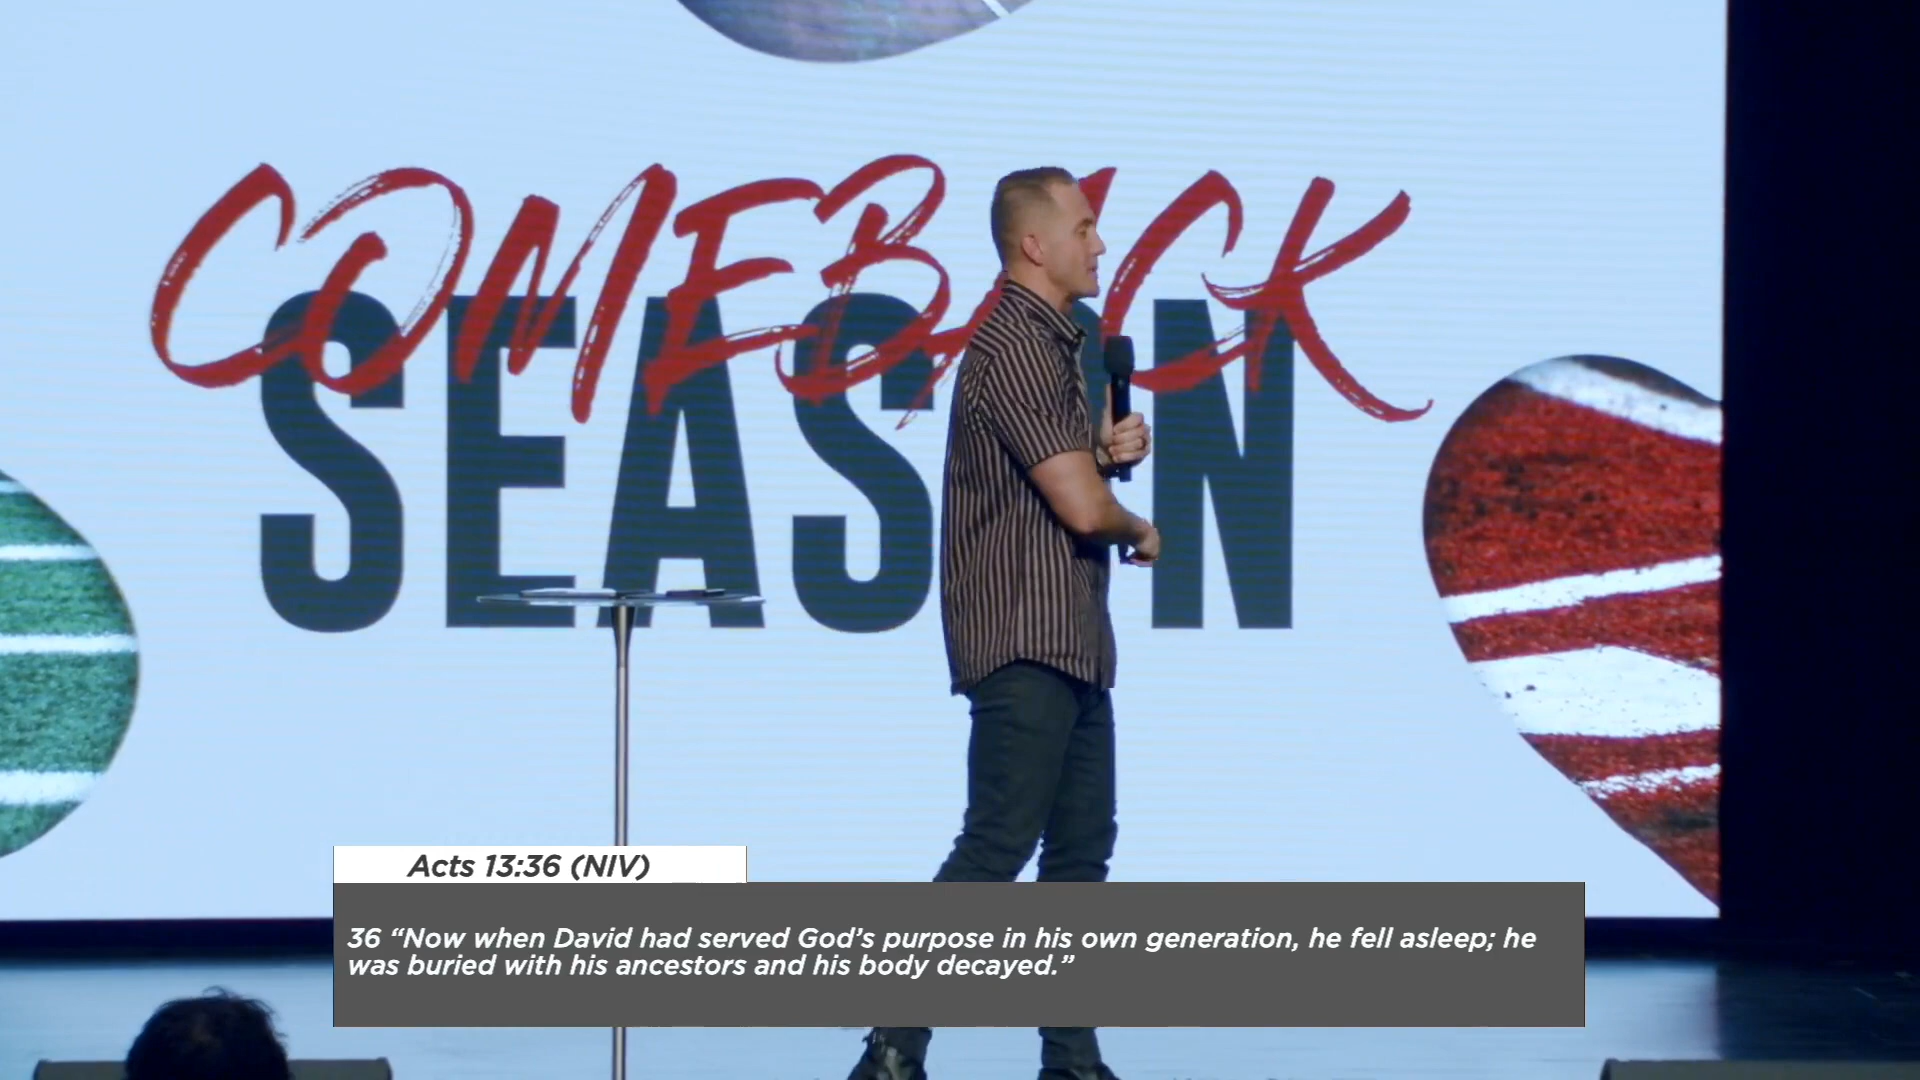 COMEBACK
SEASON
Acts 13:36 (NIV)
36 “Now when David had served God’s purpose in his own generation, he fell asleep; he
was buried with his ancestors and his body decayed.”